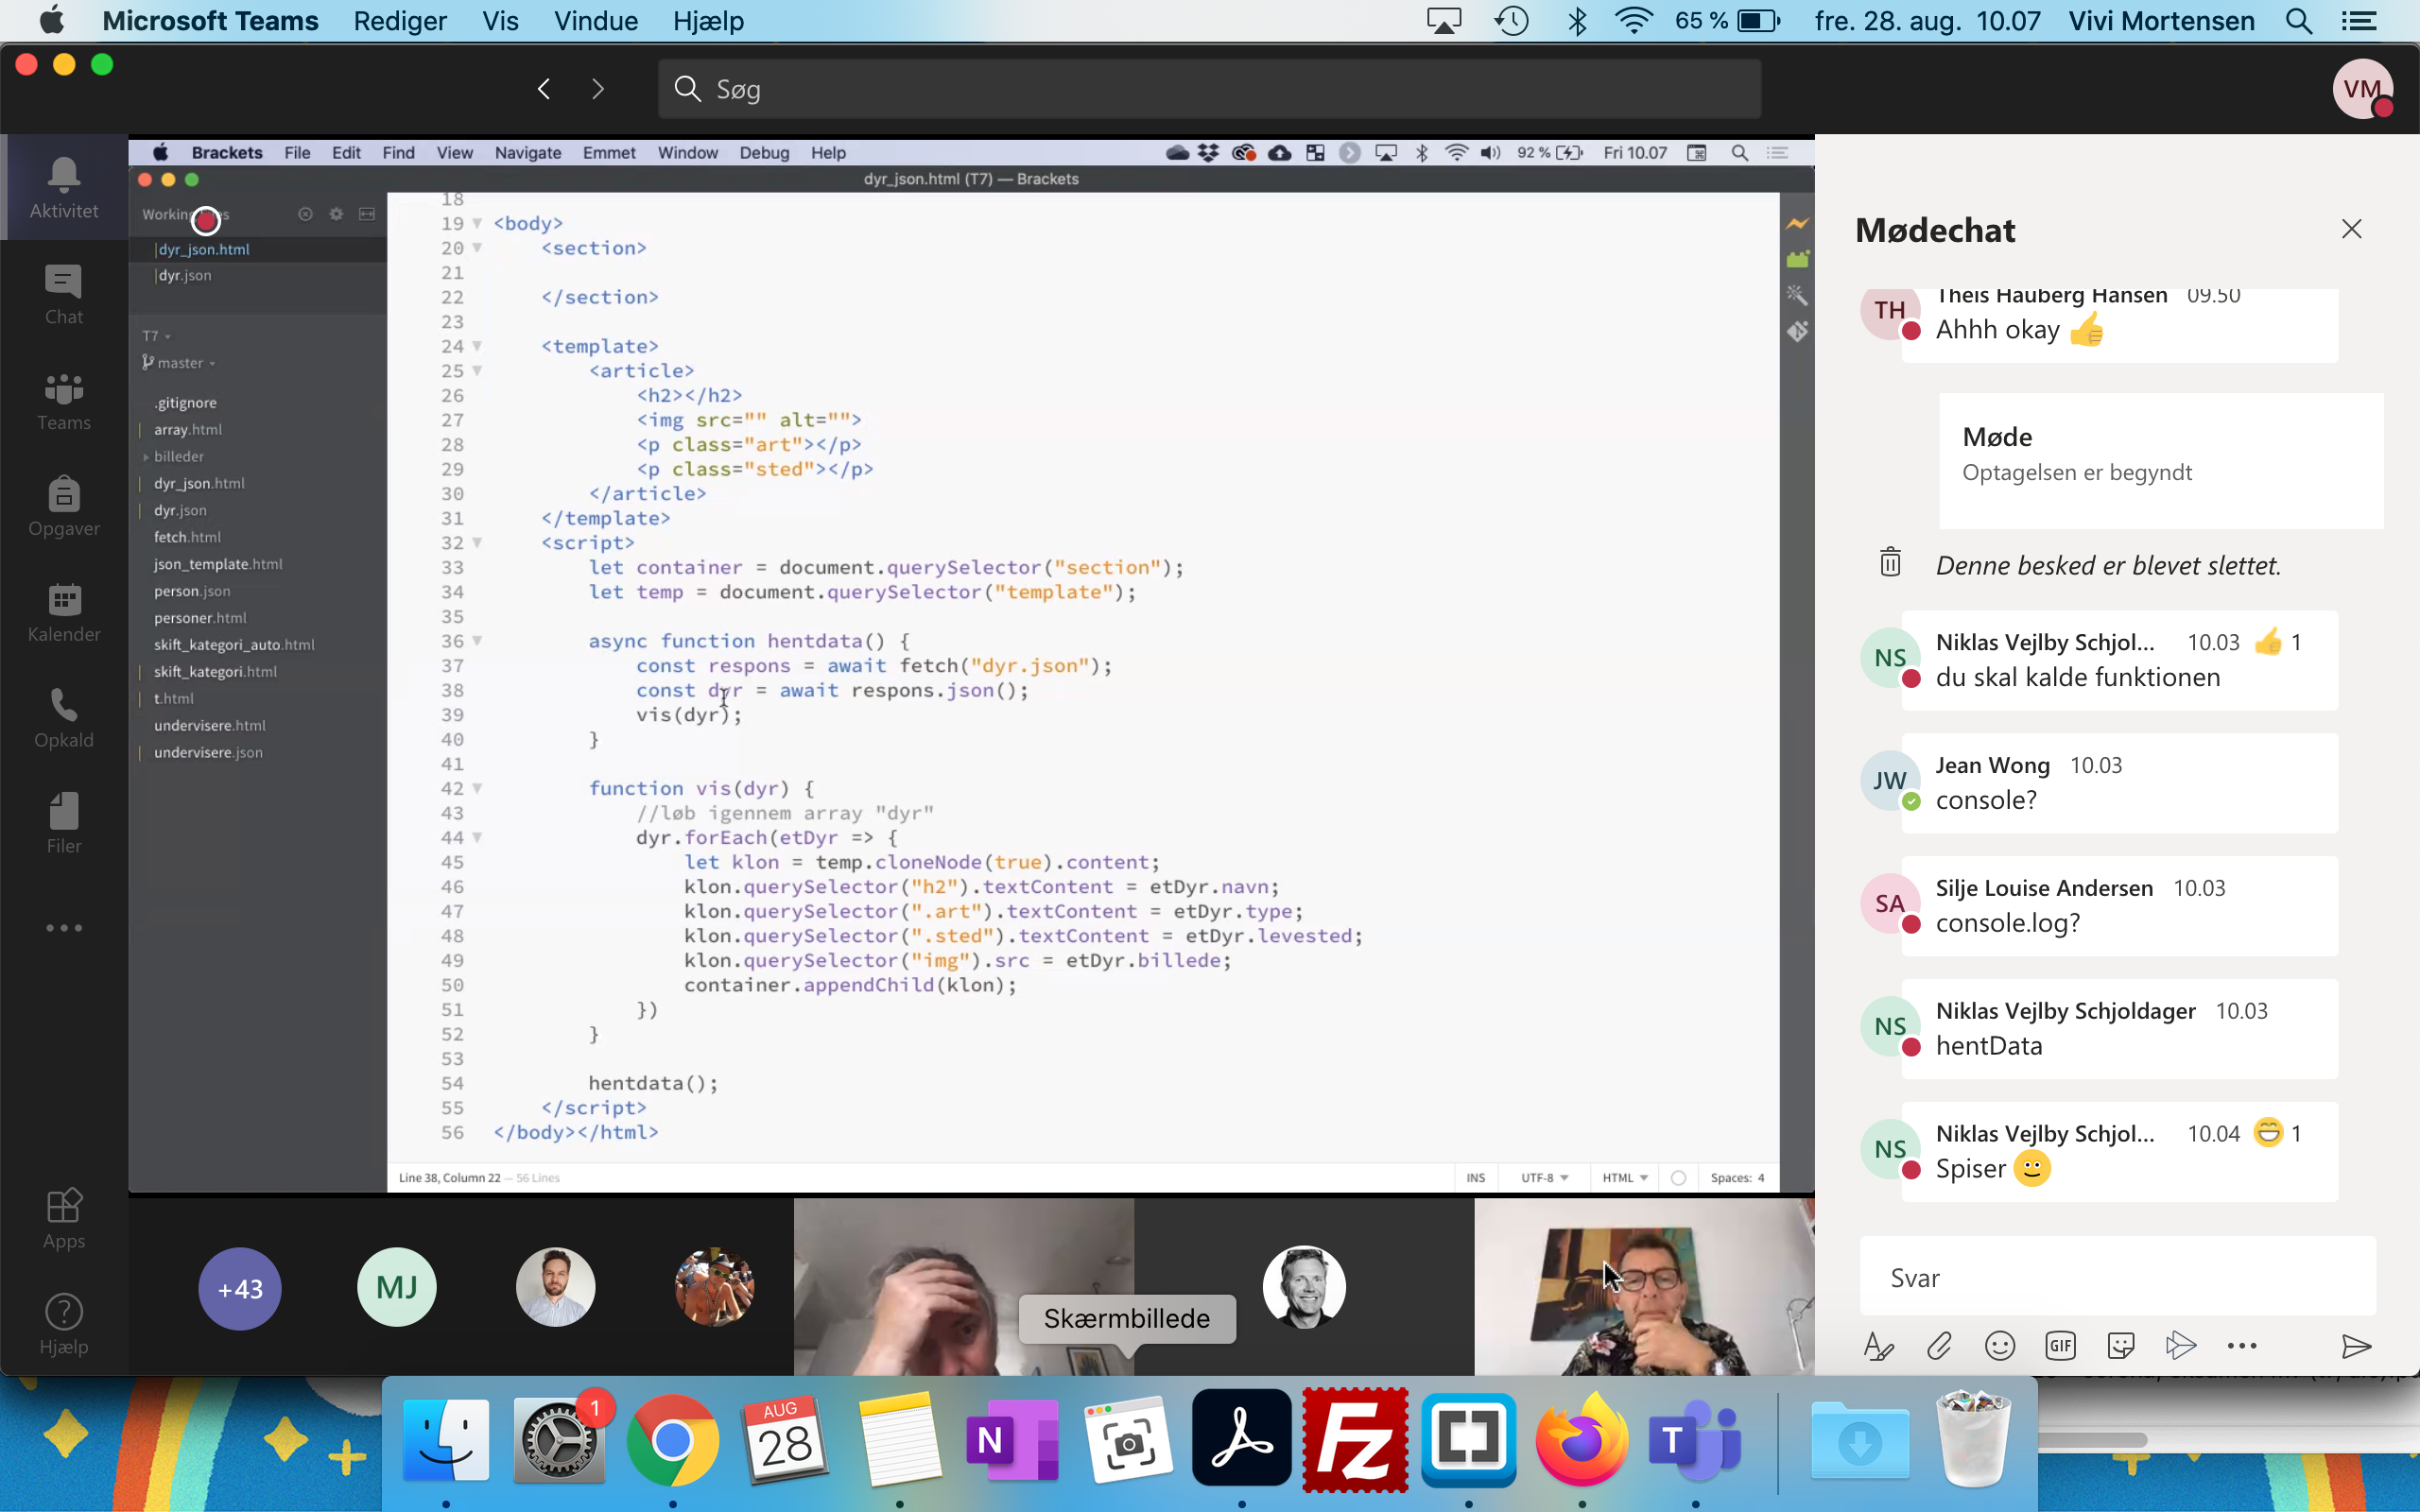 Microsoft Teams Rediger Vis Vindue Hjælp 65 % fre. 28. aug. 10.07 Vivi Mortensen
Søg
VM
Aktivitet
Chat
Teams
Opgaver
Kalender
Opkald
Filer
Apps
Hjælp
Brackets File Edit Find View Navigate Emmet Window Debug Help 92 % Fri 10.07
dyr_json.html (T7) — Brackets
dyr_json.html
dyr.json
T7
master
.gitignore
array.html
billeder
dyr_json.html
dyr.json
fetch.html
json_template.html
person.json
personer.html
skift_kategori_auto.html
skift_kategori.html
t.html
undervisere.html
undervisere.json
18
19 <body>
20 <section>
21
22 </section>
23
24 <template>
25 <article>
26 <h2></h2>
27 <img src="" alt="">
28 <p class="art"></p>
29 <p class="sted"></p>
30 </article>
31 </template>
32 <script>
33 let container = document.querySelector("section");
34 let temp = document.querySelector("template");
35
36 async function hentdata() {
37 const respons = await fetch("dyr.json");
38 const dyr = await respons.json();
39 vis(dyr);
40 }
41
42 function vis(dyr) {
43 //løb igennem array "dyr"
44 dyr.forEach(etDyr => {
45 let klon = temp.cloneNode(true).content;
46 klon.querySelector("h2").textContent = etDyr.navn;
47 klon.querySelector(".art").textContent = etDyr.type;
48 klon.querySelector(".sted").textContent = etDyr.levested;
49 klon.querySelector("img").src = etDyr.billede;
50 container.appendChild(klon);
51 })
52 }
53
54 hentdata();
55 </script>
56 </body></html>
Line 38, Column 22 — 56 Lines INS UTF-8 HTML Spaces: 4
Mødechat
TH Theis Hauberg Hansen 09.50
Ahhh okay
Møde
Optagelsen er begyndt
Denne besked er blevet slettet.
NS Niklas Vejlby Schjol... 10.03 1
du skal kalde funktionen
JW Jean Wong 10.03
console?
SA Silje Louise Andersen 10.03
console.log?
NS Niklas Vejlby Schjoldager 10.03
hentData
NS Niklas Vejlby Schjol... 10.04 1
Spiser
Svar
GIF
+43
MJ
Skærmbillede
1
AUG
28
N
Fz
T